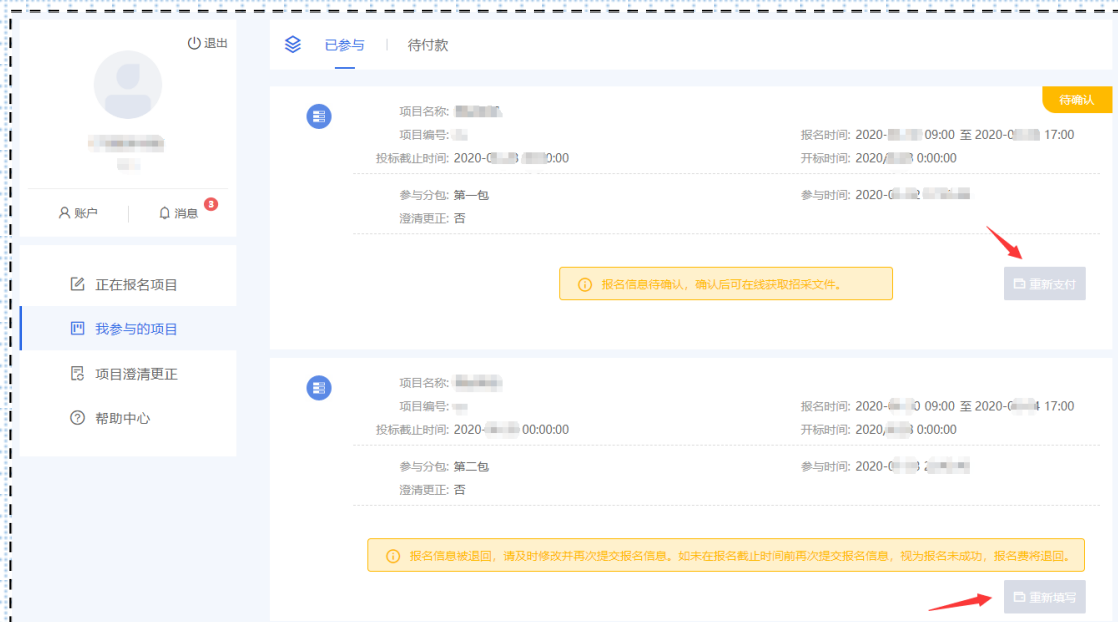 退出
账户
消息 3
正在报名项目
我参与的项目
项目澄清更正
帮助中心
已参与 | 待付款
待确认
项目名称:
项目编号:
报名时间: 2020- 09:00 至 2020-0 17:00
投标截止时间: 2020-0 0:00
开标时间: 2020/ 0:00:00
参与分包: 第一包
参与时间: 2020-0
澄清更正: 否
报名信息待确认，确认后可在线获取招采文件。
重新支付
项目名称:
项目编号:
报名时间: 2020- 09:00 至 2020-0 17:00
投标截止时间: 2020- 00:00:00
开标时间: 2020/ 0:00:00
参与分包: 第二包
参与时间: 2020-0
澄清更正: 否
报名信息被退回，请及时修改并再次提交报名信息。如未在报名截止时间前再次提交报名信息，视为报名未成功，报名费将退回。
重新填写